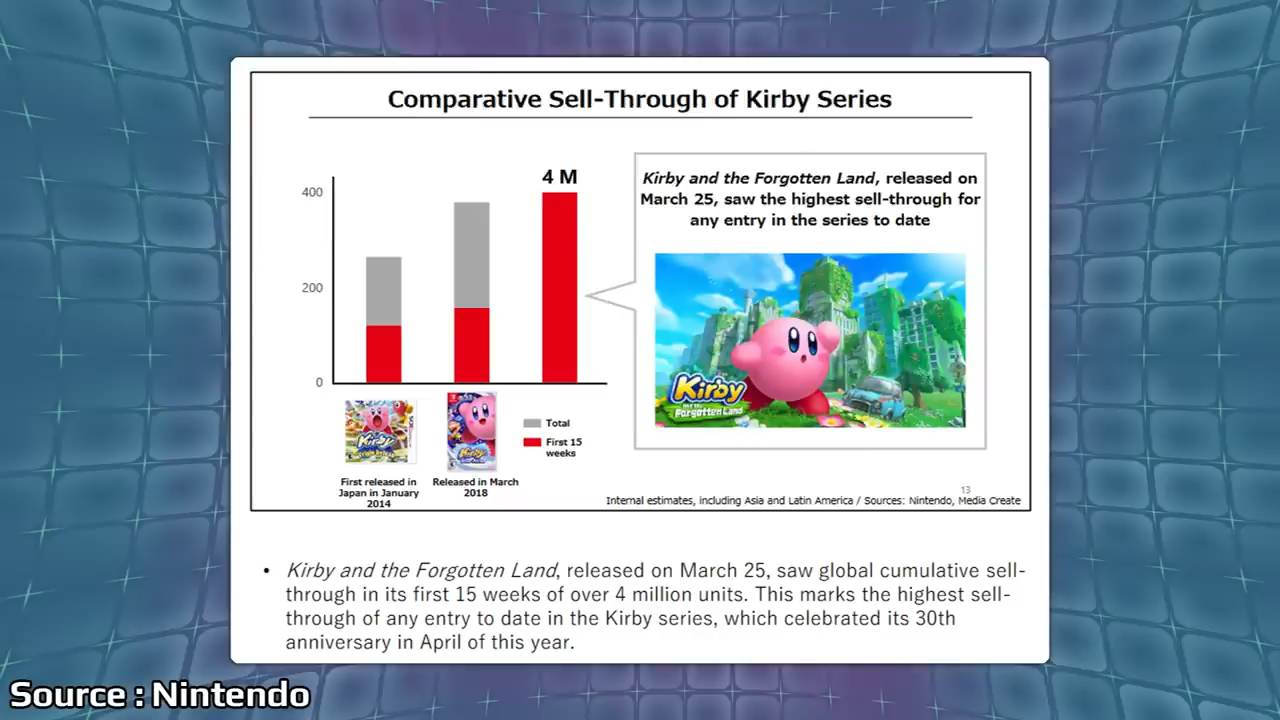 Comparative Sell-Through of Kirby Series
4 M
400
200
0
Kirby and the Forgotten Land, released on
March 25, saw the highest sell-through for
any entry in the series to date
Kirby
and the
Forgotten Land
Kirby
Kirby
Total
First 15
weeks
First released in
Japan in January
2014
Released in March
2018
13
Internal estimates, including Asia and Latin America / Sources: Nintendo, Media Create
• Kirby and the Forgotten Land, released on March 25, saw global cumulative sell-
through in its first 15 weeks of over 4 million units. This marks the highest sell-
through of any entry to date in the Kirby series, which celebrated its 30th
anniversary in April of this year.
Source : Nintendo